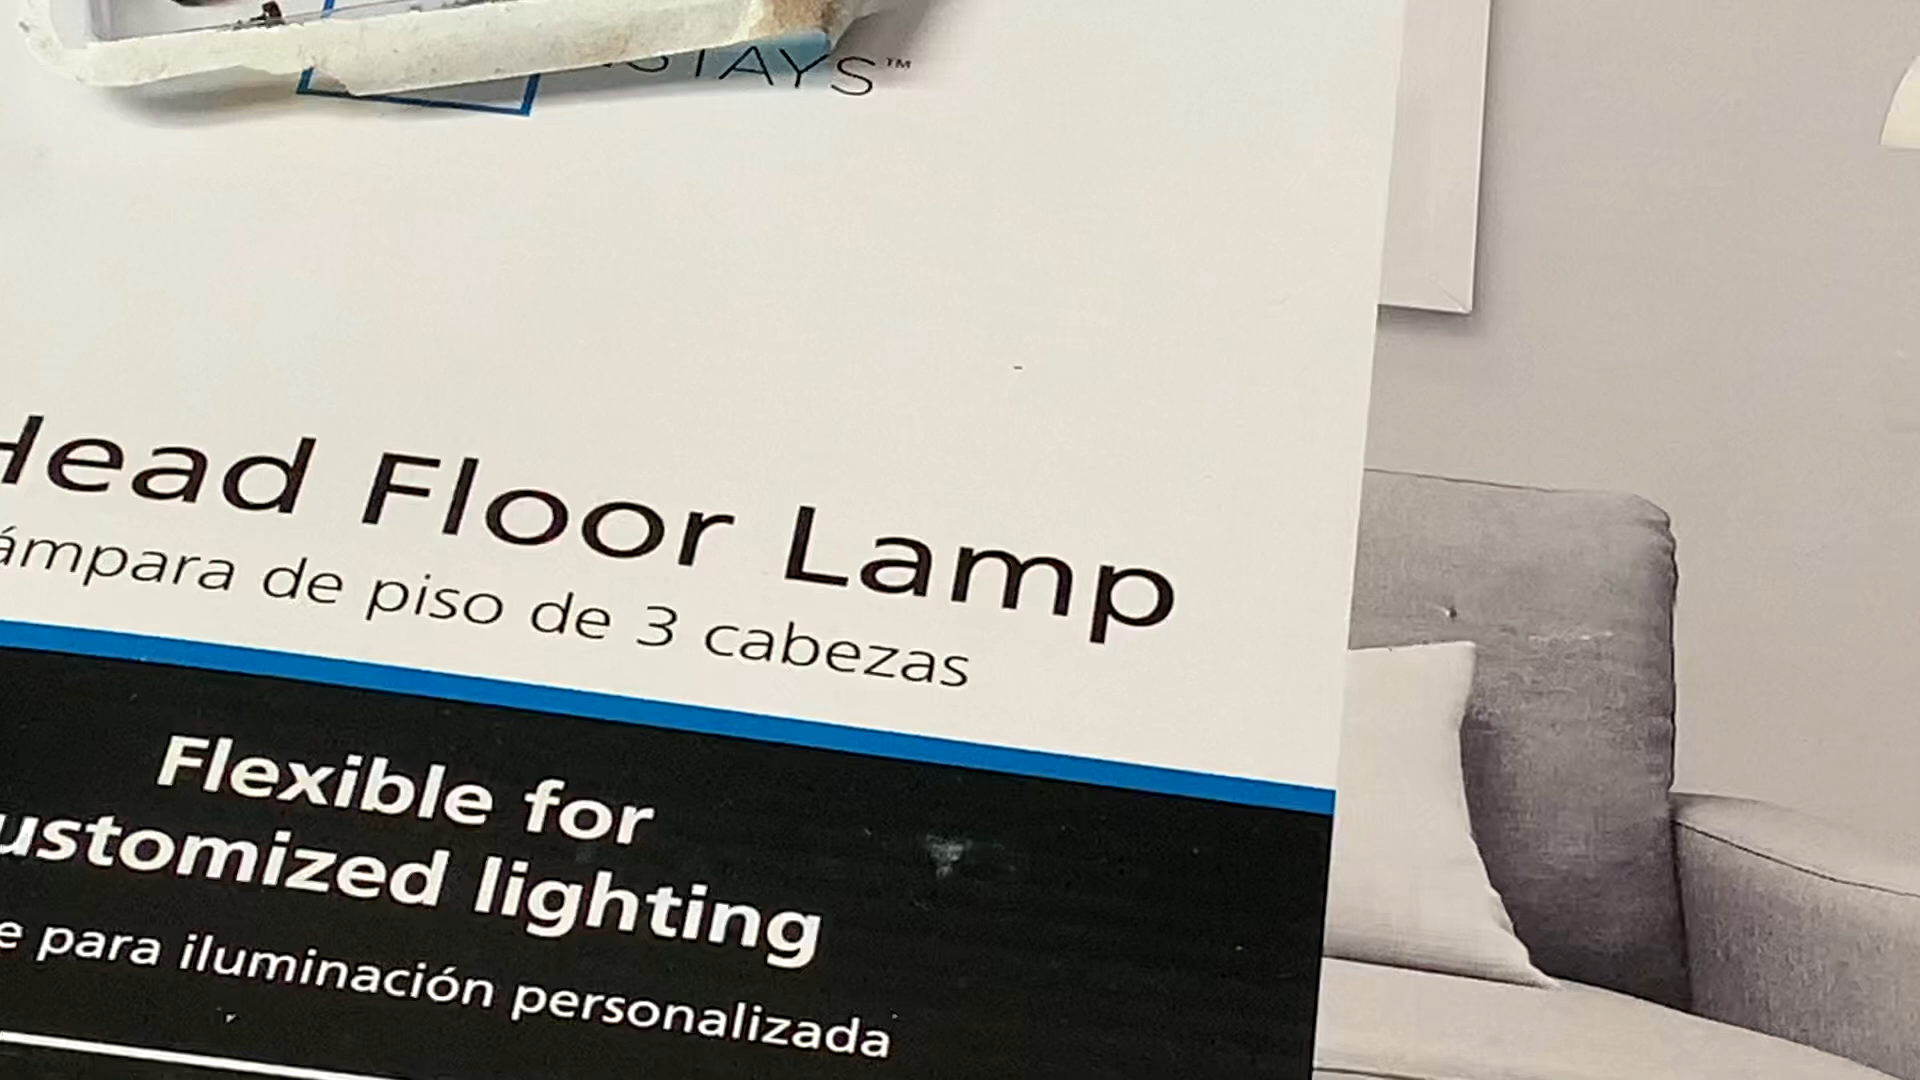 STAYS™
Head Floor Lamp
ámpara de piso de 3 cabezas
Flexible for
ustomized lighting
e para iluminación personalizada